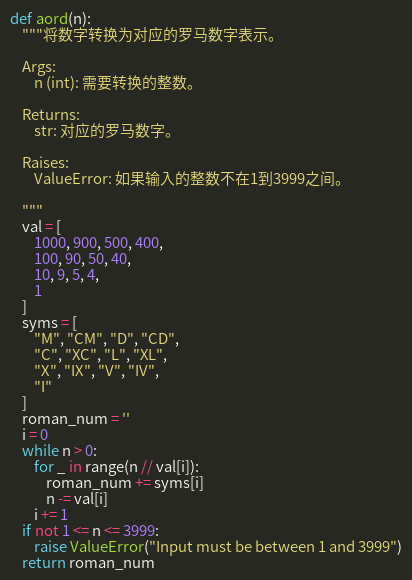 def aord(n):
    """将数字转换为对应的罗马数字表示。

    Args:
        n (int): 需要转换的整数。

    Returns:
        str: 对应的罗马数字。

    Raises:
        ValueError: 如果输入的整数不在1到3999之间。

    """
    val = [
        1000, 900, 500, 400,
        100, 90, 50, 40,
        10, 9, 5, 4,
        1
    ]
    syms = [
        "M", "CM", "D", "CD",
        "C", "XC", "L", "XL",
        "X", "IX", "V", "IV",
        "I"
    ]
    roman_num = ''
    i = 0
    while n > 0:
        for _ in range(n // val[i]):
            roman_num += syms[i]
            n -= val[i]
        i += 1
    if not 1 <= n <= 3999:
        raise ValueError("Input must be between 1 and 3999")
    return roman_num